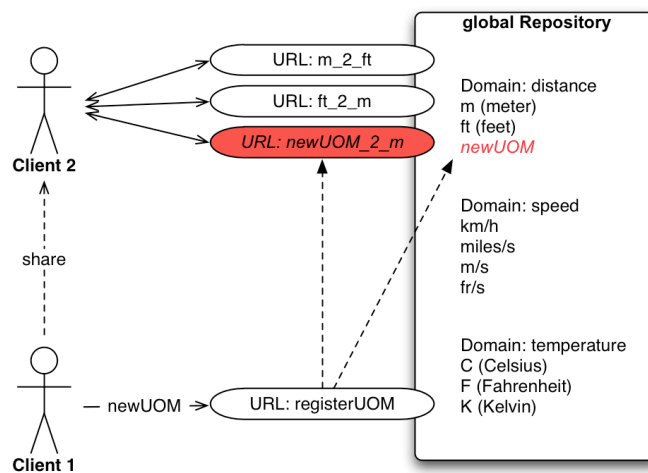 global Repository
URL: m_2_ft
URL: ft_2_m
URL: newUOM_2_m
Client 2
Domain: distance
m (meter)
ft (feet)
newUOM
Domain: speed
km/h
miles/s
m/s
fr/s
share
Domain: temperature
C (Celsius)
F (Fahrenheit)
K (Kelvin)
newUOM
URL: registerUOM
Client 1